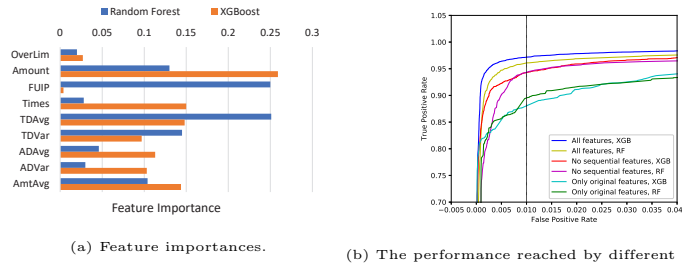 Random Forest XGBoost
0 0.05 0.1 0.15 0.2 0.25 0.3
OverLim
Amount
FUIP
Times
TDAvg
TDVar
ADAvg
ADVar
AmtAvg
Feature Importance
(a) Feature importances.
1.05
1.00
0.95
0.90
0.85
0.80
0.75
0.70
True Positive Rate
All features, XGB
All features, RF
No sequential features, XGB
No sequential features, RF
Only original features, XGB
Only original features, RF
−0.005 0.000 0.005 0.010 0.015 0.020 0.025 0.030 0.035 0.04
False Positive Rate
(b) The performance reached by different